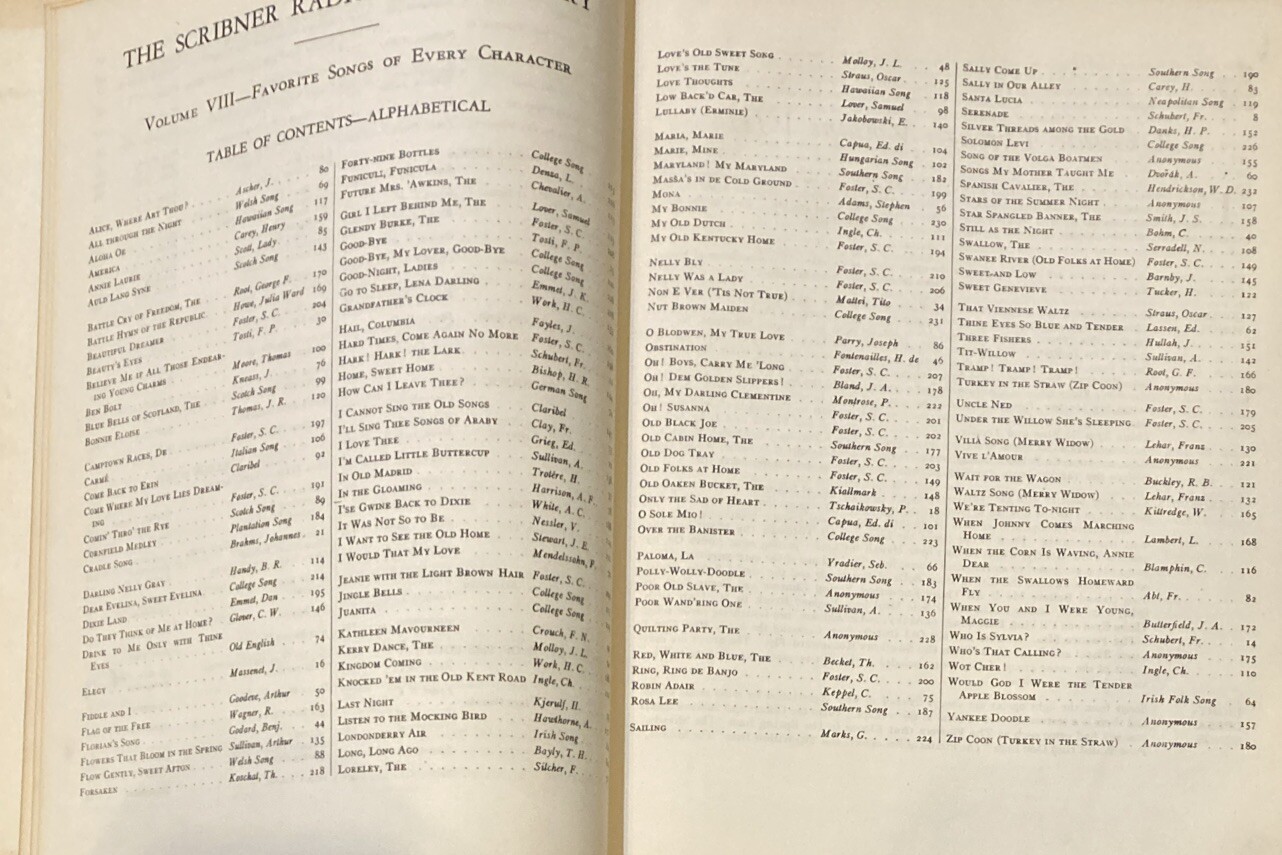 THE SCRIBNER
VOLUME VIII—FAVORITE SONGS OF EVERY CHARACTER
TABLE OF CONTENTS—ALPHABETICAL
ALICE, WHERE ART THOU? . Ascher, J. . . 80
ALL THROUGH THE NIGHT . Welsh Song 69
ALOHA OE . Hawaiian Song 117
AMERICA . Carey, Henry 159
ANNIE LAURIE . Scott, Lady . 85
AULD LANG SYNE . Scotch Song 143
BATTLE CRY OF FREEDOM, THE . Root, George F. 170
BATTLE HYMN OF THE REPUBLIC . Howe, Julia Ward 169
BEAUTIFUL DREAMER . Foster, S. C. 204
BEAUTY'S EYES . Tosti, F. P. 30
BELIEVE ME IF ALL THOSE ENDEAR-
ING YOUNG CHARMS . Moore, Thomas 100
BEN BOLT . Kneass, J. 76
BLUE BELLS OF SCOTLAND, THE . Scotch Song 99
BONNIE ELOISE . Thomas, J. R. 120
CAMPTOWN RACES, DE . Foster, S. C. 197
CARMÉ . Italian Song 106
COME BACK TO ERIN . Claribel 92
COME WHERE MY LOVE LIES DREAM-
ING . Foster, S. C. 191
COMIN' THRO' THE RYE . Scotch Song 89
CORNFIELD MEDLEY . Plantation Song 184
CRADLE SONG . Brahms, Johannes . 21
DARLING NELLY GRAY . Handy, B. R. 114
DEAR EVELINA, SWEET EVELINA College Song 214
DIXIE LAND . Emmet, Dan 195
DO THEY THINK OF ME AT HOME? . Glover, C. W. 146
DRINK TO ME ONLY WITH THINE
EYES . Old English 74
ELEGY . Massenet, J. 16
FIDDLE AND I . Goodeve, Arthur 50
FLAG OF THE FREE . Wagner, R. 163
FLORIAN'S SONG . Godard, Benj. 44
FLOWERS THAT BLOOM IN THE SPRING Sullivan, Arthur 135
FLOW GENTLY, SWEET AFTON . Welsh Song 88
FORSAKEN . Koschat, Th. . 218
FORTY-NINE BOTTLES . College Song
FUNICULI, FUNICULA . Denza, L.
FUTURE MRS. 'AWKINS, THE . Chevalier, A.
GIRL I LEFT BEHIND ME, THE . Lover, Samuel
GLENDY BURKE, THE . Foster, S. C.
GOOD-BYE . Tosti, F. P.
GOOD-BYE, MY LOVER, GOOD-BYE College Song
GOOD-NIGHT, LADIES . College Song
GO TO SLEEP, LENA DARLING . Emmet, J. K.
GRANDFATHER'S CLOCK . Work, H. C.
HAIL, COLUMBIA . Fayles, J.
HARD TIMES, COME AGAIN NO MORE Foster, S. C.
HARK! HARK! THE LARK . Schubert, Fr.
HOME, SWEET HOME . Bishop, H. R.
HOW CAN I LEAVE THEE? . German Song
I CANNOT SING THE OLD SONGS Claribel
I'LL SING THEE SONGS OF ARABY . Clay, Fr.
I LOVE THEE . Grieg, Ed.
I'M CALLED LITTLE BUTTERCUP . Sullivan, A.
IN OLD MADRID . Trotère, H.
IN THE GLOAMING . Harrison, A. F.
I'SE GWINE BACK TO DIXIE . White, A. C.
IT WAS NOT SO TO BE . Nessler, V.
I WANT TO SEE THE OLD HOME . Stewart, J. E.
I WOULD THAT MY LOVE . Mendelssohn, F.
JEANIE WITH THE LIGHT BROWN HAIR Foster, S. C.
JINGLE BELLS . College Song
JUANITA . College Song
KATHLEEN MAVOURNEEN . Crouch, F. N.
KERRY DANCE, THE . Molloy, J. L.
KINGDOM COMING . Work, H. C.
KNOCKED 'EM IN THE OLD KENT ROAD Ingle, Ch.
LAST NIGHT . Kjerulf, H.
LISTEN TO THE MOCKING BIRD . Hawthorne, A.
LONDONDERRY AIR . Irish Song
LONG, LONG AGO . Bayly, T. H.
LORELEY, THE . Silcher, F.
LOVE'S OLD SWEET SONG . Molloy, J. L. 48
LOVE'S THE TUNE . Straus, Oscar . 125
LOVE THOUGHTS . Hawaiian Song . 118
LOW BACK'D CAR, THE . Lover, Samuel . 98
LULLABY (ERMINIE) . Jakobowski, E. . 140
MARIA, MARIE . Capua, Ed. di . 104
MARIE, MINE . Hungarian Song . 102
MARYLAND! MY MARYLAND . Southern Song . 182
MASSA'S IN DE COLD GROUND . Foster, S. C. . 199
MONA . Adams, Stephen . 56
MY BONNIE . College Song . 230
MY OLD DUTCH . Ingle, Ch. . 111
MY OLD KENTUCKY HOME . Foster, S. C. . 194
NELLY BLY . Foster, S. C. . 210
NELLY WAS A LADY . Foster, S. C. . 206
NON E VER ('TIS NOT TRUE) . Mattei, Tito . 34
NUT BROWN MAIDEN . College Song . 231
O BLODWEN, MY TRUE LOVE . Parry, Joseph . 86
OBSTINATION . Fontenailles, H. de 46
OH! BOYS, CARRY ME 'LONG . Foster, S. C. . 207
OH! DEM GOLDEN SLIPPERS! . Bland, J. A. . 178
OH, MY DARLING CLEMENTINE . Montrose, P. . 222
OH! SUSANNA . Foster, S. C. . 201
OLD BLACK JOE . Foster, S. C. . 202
OLD CABIN HOME, THE . Southern Song . 177
OLD DOG TRAY . Foster, S. C. . 203
OLD FOLKS AT HOME . Foster, S. C. . 149
OLD OAKEN BUCKET, THE . Kiallmark . 148
ONLY THE SAD OF HEART . Tschaikowsky, P. . 18
O SOLE MIO! . Capua, Ed. di . 101
OVER THE BANISTER . College Song . 223
PALOMA, LA . Yradier, Seb. . 66
POLLY-WOLLY-DOODLE . Southern Song . 183
POOR OLD SLAVE, THE . Anonymous . 174
POOR WAND'RING ONE . Sullivan, A. . 136
QUILTING PARTY, THE . Anonymous . 228
RED, WHITE AND BLUE, THE . Becket, Th. . 162
RING, RING DE BANJO . Foster, S. C. . 200
ROBIN ADAIR . Keppel, C. . 75
ROSA LEE . Southern Song . 187
SAILING . Marks, G. . 224
SALLY COME UP . Southern Song . 190
SALLY IN OUR ALLEY . Carey, H. . 83
SANTA LUCIA . Neapolitan Song . 119
SERENADE . Schubert, Fr. . 8
SILVER THREADS AMONG THE GOLD . Danks, H. P. . 152
SOLOMON LEVI . College Song . 226
SONG OF THE VOLGA BOATMEN . Anonymous . 155
SONGS MY MOTHER TAUGHT ME . Dvořák, A. . 60
SPANISH CAVALIER, THE . Hendrickson, W. D. 232
STARS OF THE SUMMER NIGHT . Anonymous . 107
STAR SPANGLED BANNER, THE . Smith, J. S. . 158
STILL AS THE NIGHT . Bohm, C. . 40
SWALLOW, THE . Serradell, N. . 108
SWANEE RIVER (OLD FOLKS AT HOME) Foster, S. C. . 149
SWEET AND LOW . Barnby, J. . 145
SWEET GENEVIEVE . Tucker, H. . 122
THAT VIENNESE WALTZ . Straus, Oscar . 127
THINE EYES SO BLUE AND TENDER . Lassen, Ed. . 62
THREE FISHERS . Hullah, J. . 151
TIT-WILLOW . Sullivan, A. . 142
TRAMP! TRAMP! TRAMP! . Root, G. F. . 166
TURKEY IN THE STRAW (ZIP COON) . Anonymous . 180
UNCLE NED . Foster, S. C. . 179
UNDER THE WILLOW SHE'S SLEEPING . Foster, S. C. . 205
VILIA SONG (MERRY WIDOW) . Lehar, Franz . 130
VIVE L'AMOUR . Anonymous . 221
WAIT FOR THE WAGON . Buckley, R. B. . 121
WALTZ SONG (MERRY WIDOW) . Lehar, Franz . 132
WE'RE TENTING TO-NIGHT . Kittredge, W. . 165
WHEN JOHNNY COMES MARCHING
HOME . Lambert, L. . 168
WHEN THE CORN IS WAVING, ANNIE
DEAR . Blamphin, C. . 116
WHEN THE SWALLOWS HOMEWARD
FLY . Abt, Fr. . 82
WHEN YOU AND I WERE YOUNG,
MAGGIE . Butterfield, J. A. . 172
WHO IS SYLVIA? . Schubert, Fr. . 14
WHO'S THAT CALLING? . Anonymous . 175
WOT CHER! . Ingle, Ch. . 110
WOULD GOD I WERE THE TENDER
APPLE BLOSSOM . Irish Folk Song . 64
YANKEE DOODLE . Anonymous . 157
ZIP COON (TURKEY IN THE STRAW) . Anonymous . 180